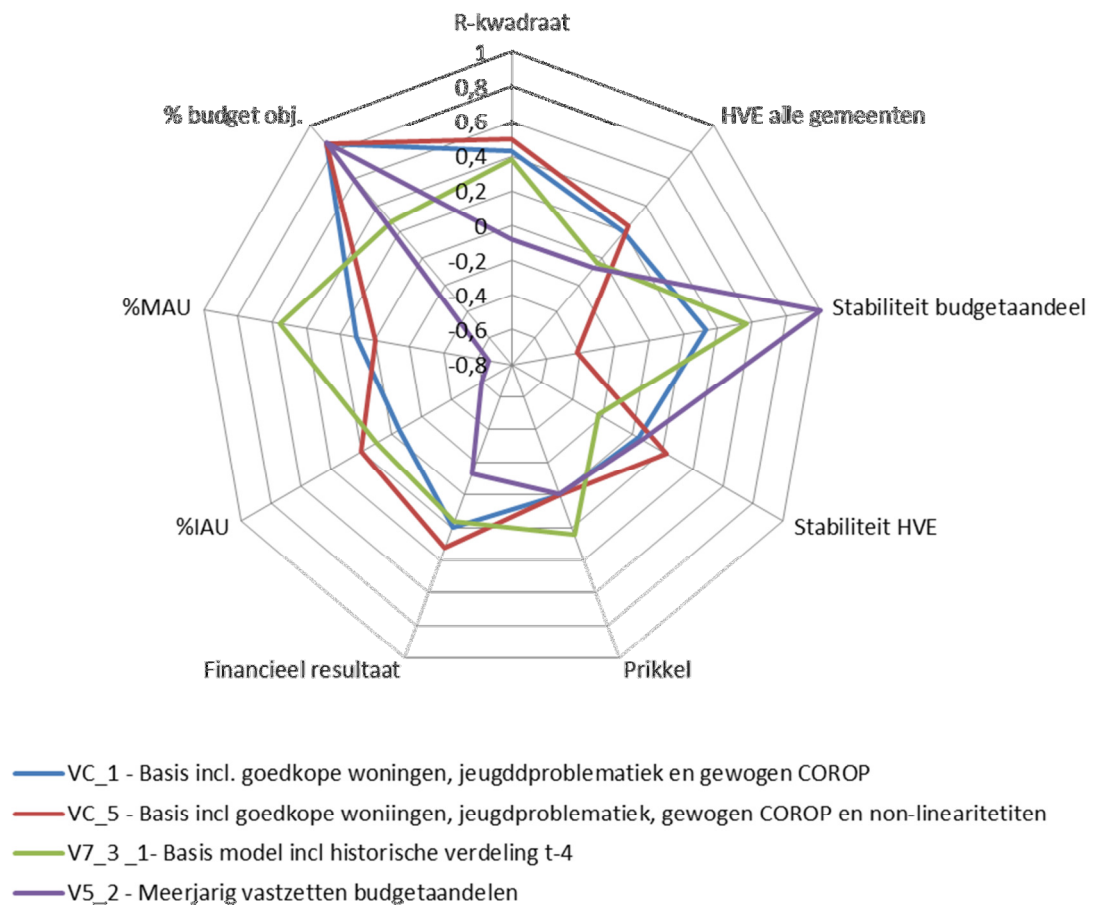 R-kwadraat
1
0,8
0,6
0,4
0,2
0
-0,2
-0,4
-0,6
-0,8
% budget obj.
HVE alle gemeenten
%MAU
Stabiliteit budgetaandeel
%IAU
Stabiliteit HVE
Financieel resultaat
Prikkel
VC_1 - Basis incl. goedkope woningen, jeugddproblematiek en gewogen COROP
VC_5 - Basis incl goedkope woniingen, jeugdproblematiek, gewogen COROP en non-linearitetiten
V7_3 _1- Basis model incl historische verdeling t-4
V5_2 - Meerjarig vastzetten budgetaandelen